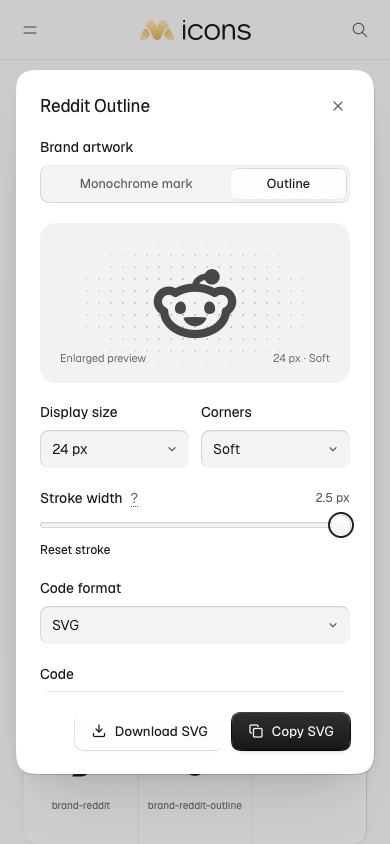 icons
Reddit Outline
Brand artwork
Monochrome mark
Outline
Enlarged preview
24 px · Soft
Display size
Corners
24 px
Soft
Stroke width ?
2.5 px
Reset stroke
Code format
SVG
Code
Download SVG
Copy SVG
brand-reddit
brand-reddit-outline